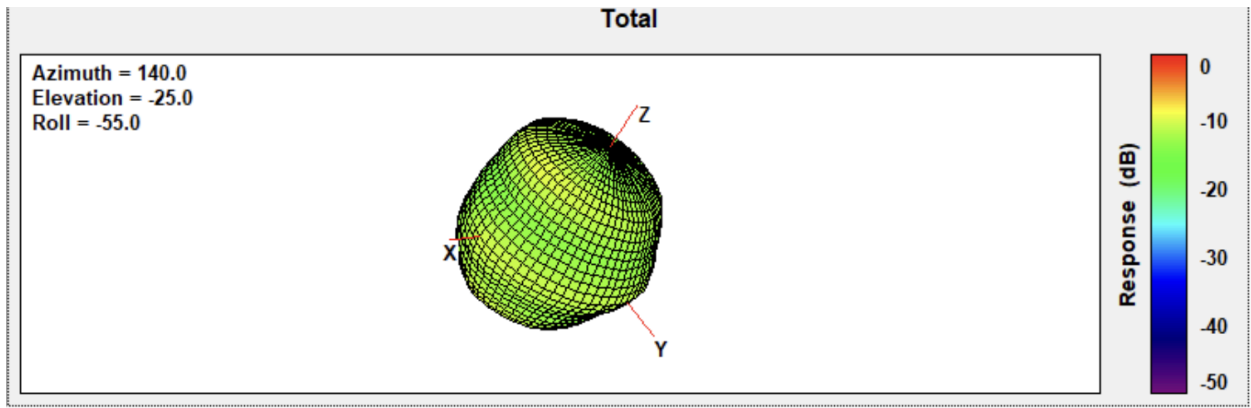 Total
Azimuth = 140.0
Elevation = -25.0
Roll = -55.0
Z
X
Y
Response (dB)
0
-10
-20
-30
-40
-50